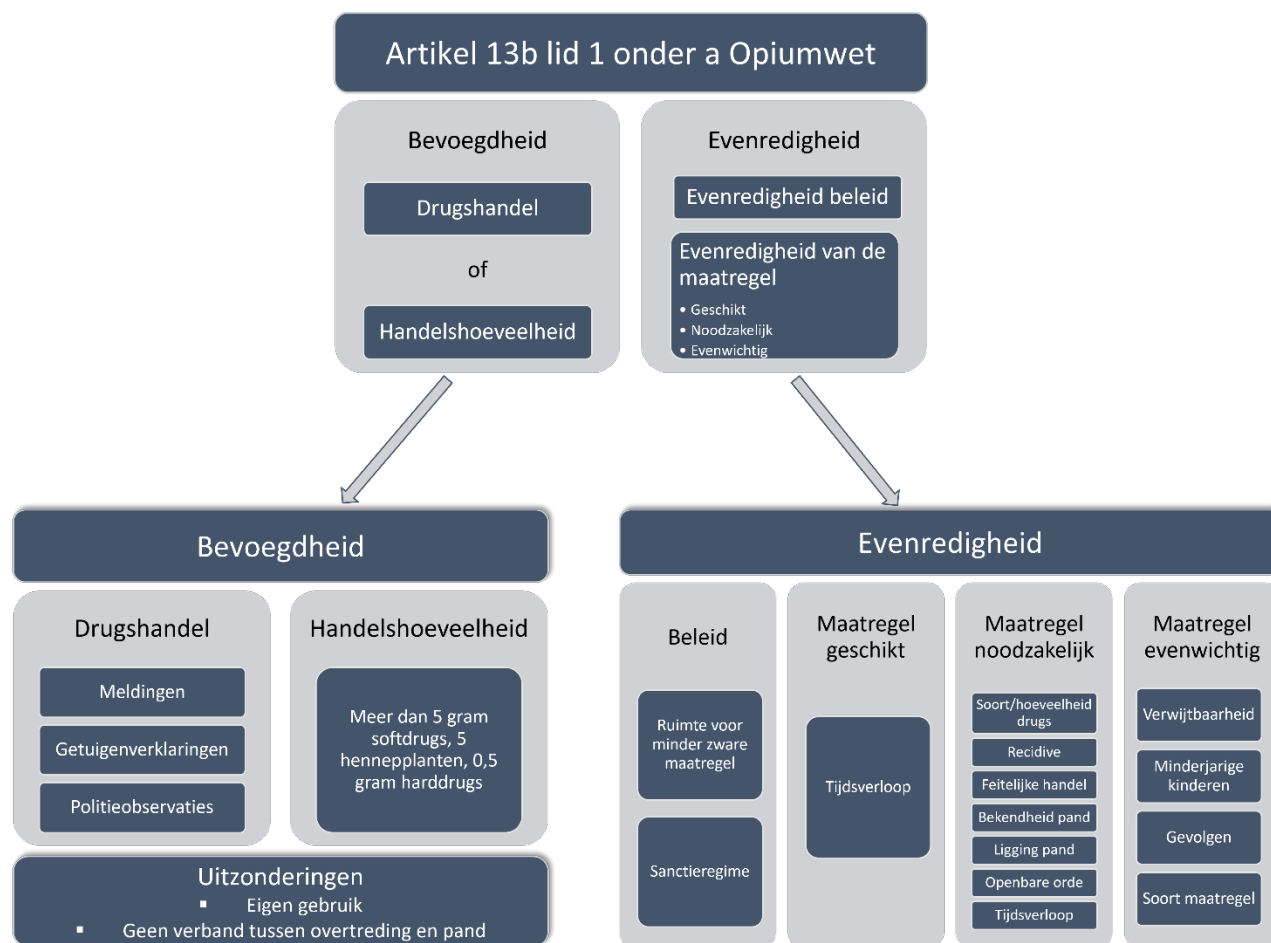 Artikel 13b lid 1 onder a Opiumwet
Bevoegdheid
Drugshandel
of
Handelshoeveelheid
Evenredigheid
Evenredigheid beleid
Evenredigheid van de
maatregel
• Geschikt
• Noodzakelijk
• Evenwichtig
Bevoegdheid
Drugshandel
Meldingen
Getuigenverklaringen
Politieobservaties
Handelshoeveelheid
Meer dan 5 gram
softdrugs, 5
hennepplanten, 0,5
gram harddrugs
Uitzonderingen
▪ Eigen gebruik
▪ Geen verband tussen overtreding en pand
Evenredigheid
Beleid
Ruimte voor
minder zware
maatregel
Sanctieregime
Maatregel
geschikt
Tijdsverloop
Maatregel
noodzakelijk
Soort/hoeveelheid
drugs
Recidive
Feitelijke handel
Bekendheid pand
Ligging pand
Openbare orde
Tijdsverloop
Maatregel
evenwichtig
Verwijtbaarheid
Minderjarige
kinderen
Gevolgen
Soort maatregel